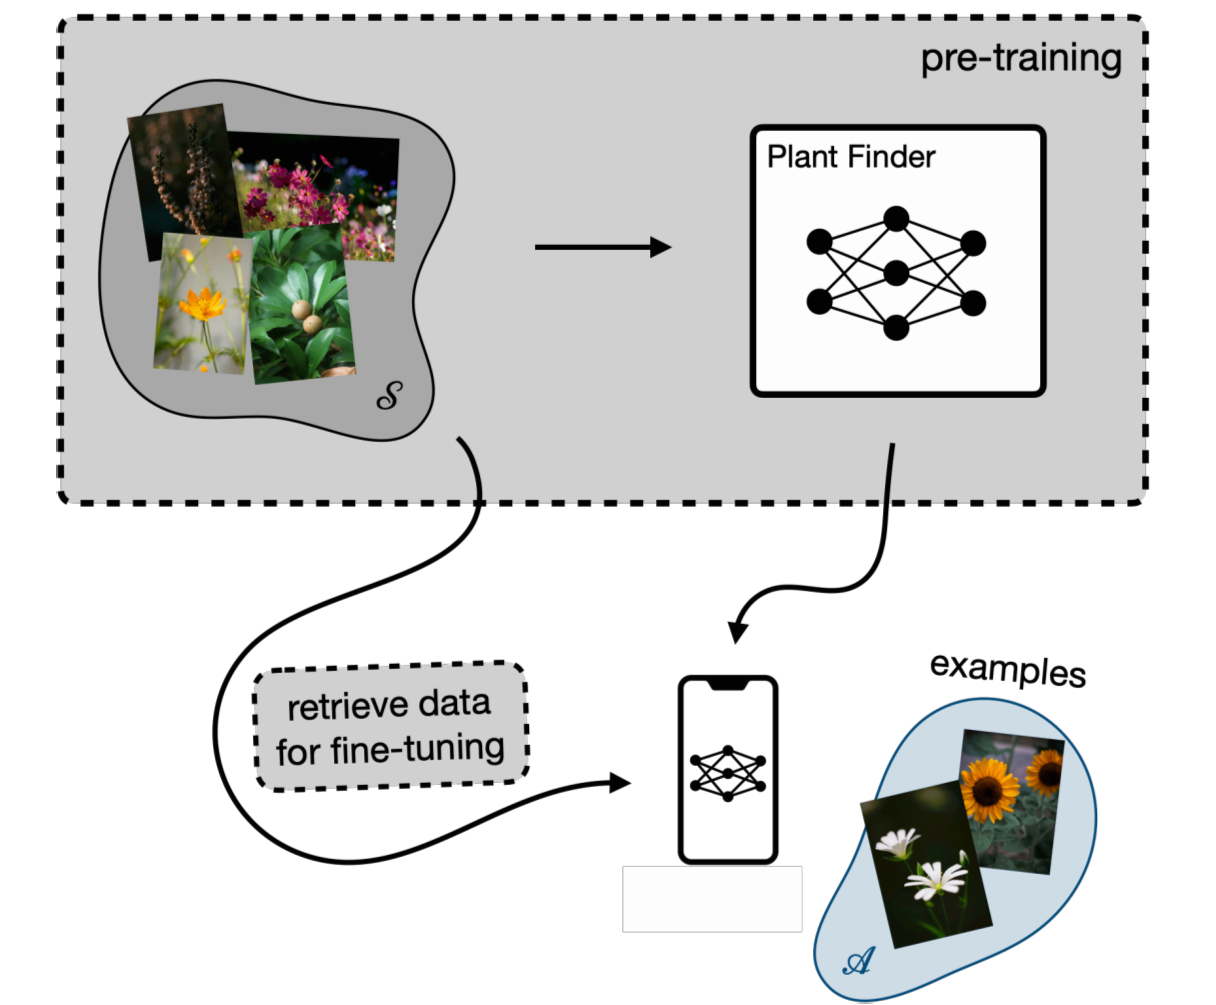 pre-training
Plant Finder
𝒮
retrieve data
for fine-tuning
examples
𝒜